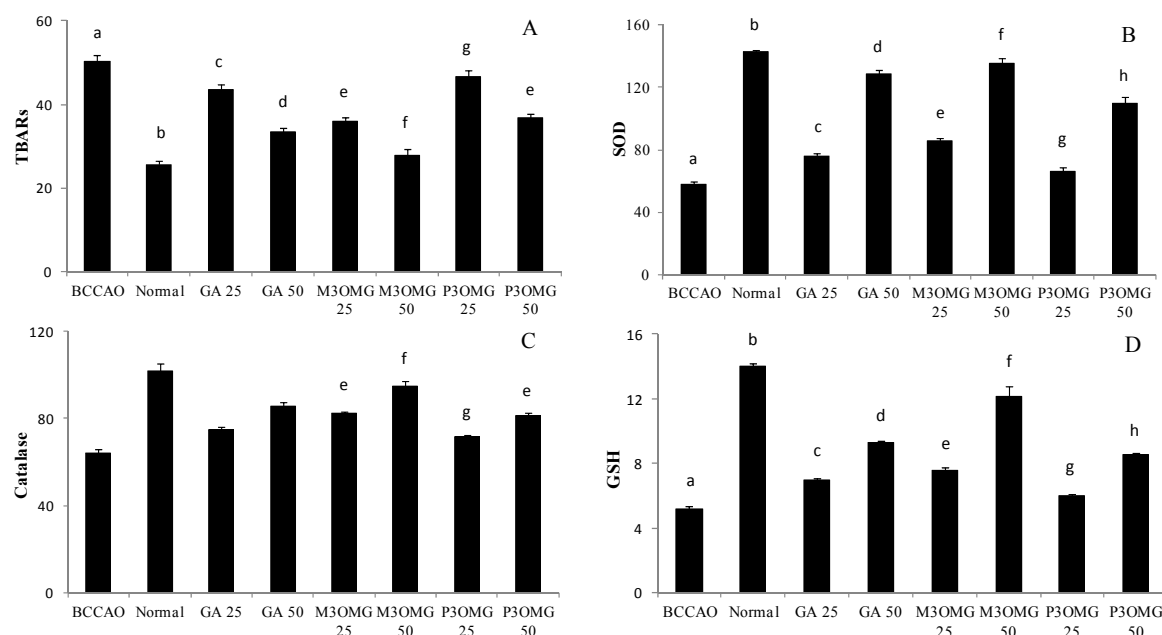 A
TBARs
60
40
20
0
a
b
c
d
e
f
g
e
BCCAO Normal GA 25 GA 50 M3OMG M3OMG P3OMG P3OMG
25 50 25 50
B
SOD
160
120
80
40
0
a
b
c
d
e
f
g
h
BCCAO Normal GA 25 GA 50 M3OMG M3OMG P3OMG P3OMG
25 50 25 50
C
Catalase
120
80
40
0
e
f
g
e
BCCAO Normal GA 25 GA 50 M3OMG M3OMG P3OMG P3OMG
25 50 25 50
D
GSH
16
12
8
4
0
a
b
c
d
e
f
g
h
BCCAO Normal GA 25 GA 50 M3OMG M3OMG P3OMG P3OMG
25 50 25 50